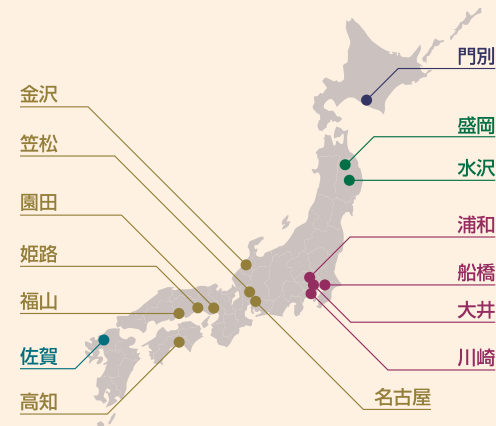 門別
金沢
盛岡
笠松
水沢
園田
浦和
姫路
船橋
福山
大井
佐賀
川崎
高知
名古屋